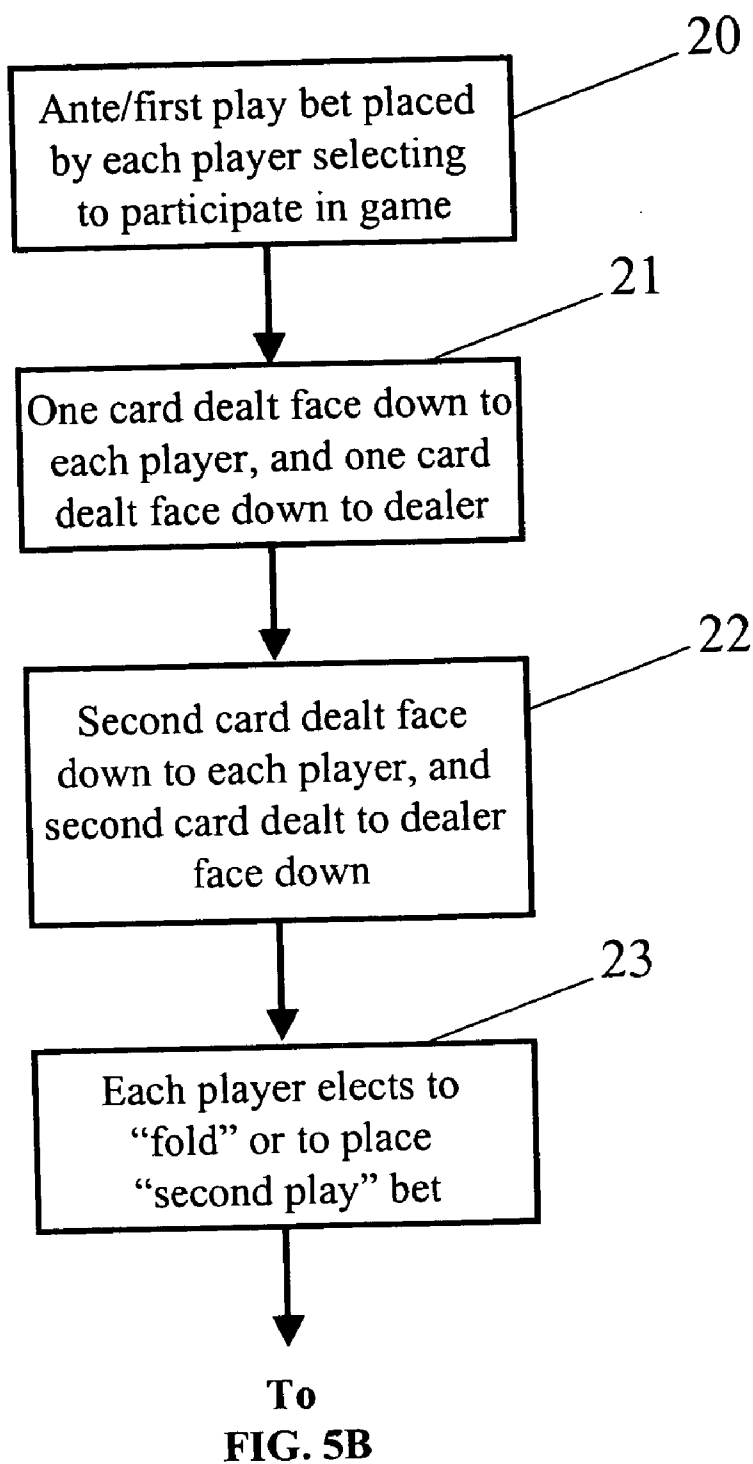 20
Ante/first play bet placed
by each player selecting
to participate in game
21
One card dealt face down to
each player, and one card
dealt face down to dealer
22
Second card dealt face
down to each player, and
second card dealt to dealer
face down
23
Each player elects to
“fold” or to place
“second play” bet
To
FIG. 5B